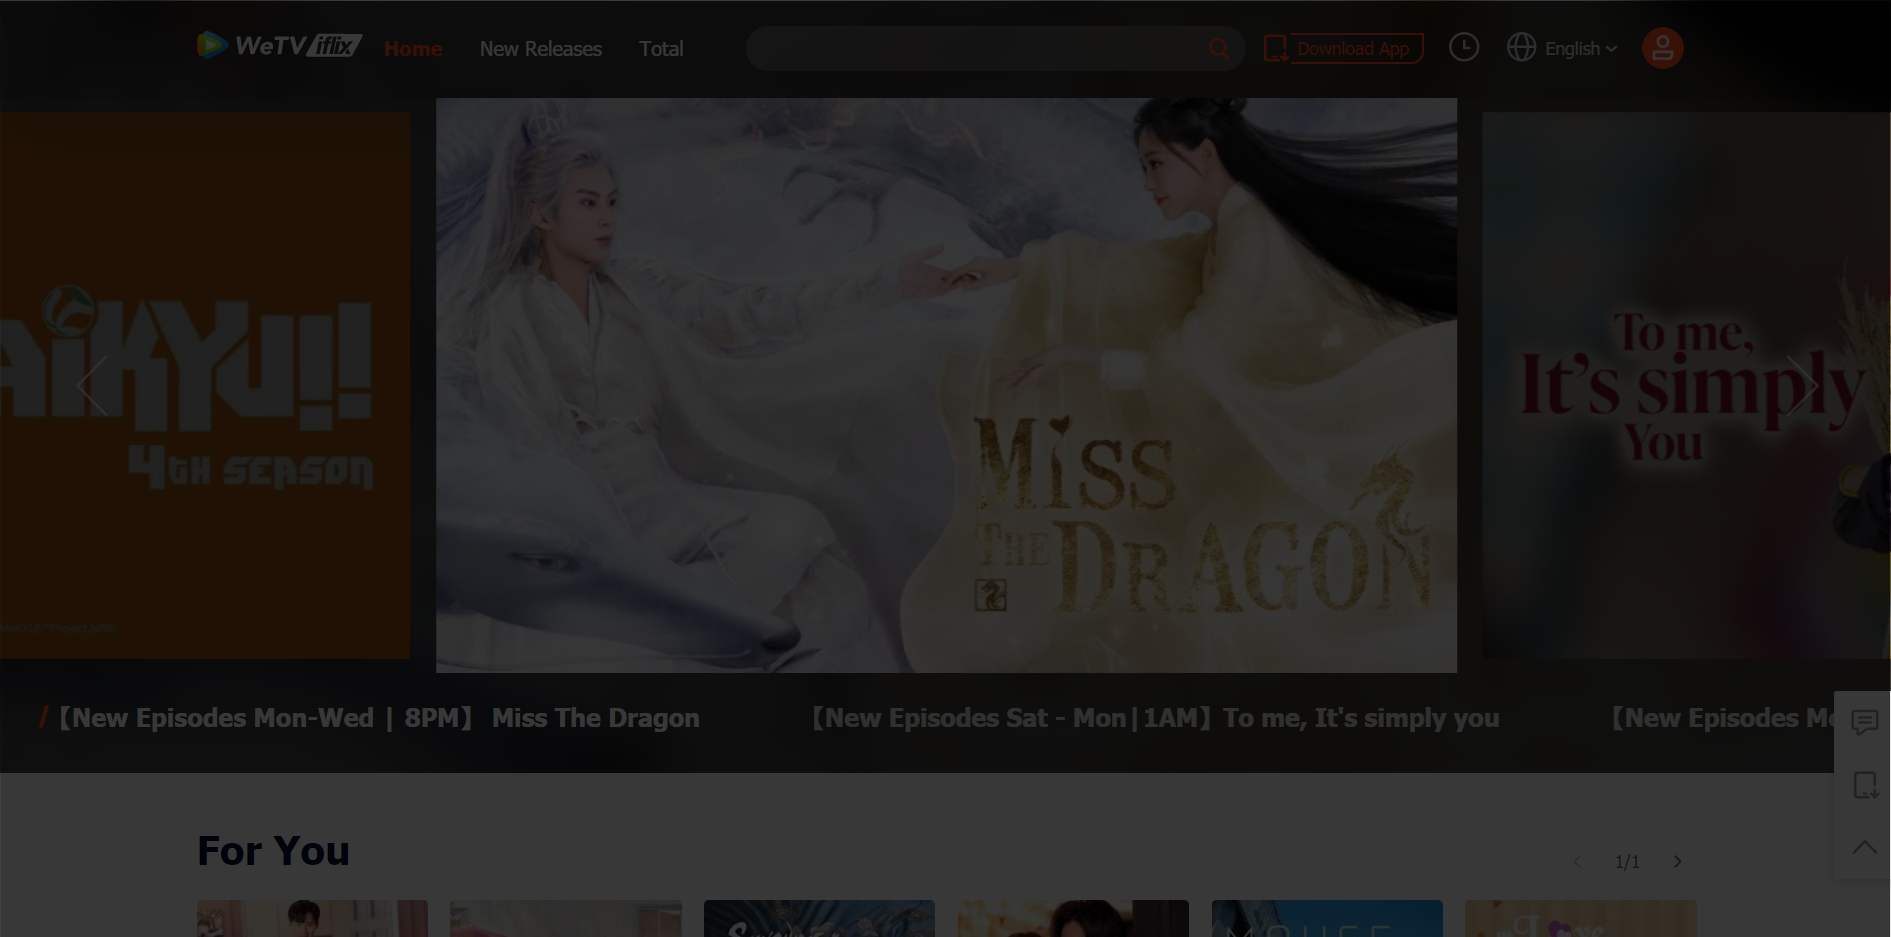 WeTV iflix
Home
New Releases
Total
Download App
English
AIKYU!!
4TH SEASON
MISS
THE DRAGON
To me,
It's simply
You
/【New Episodes Mon-Wed | 8PM】 Miss The Dragon
【New Episodes Sat - Mon|1AM】To me, It's simply you
【New Episodes Mo
For You
1/1